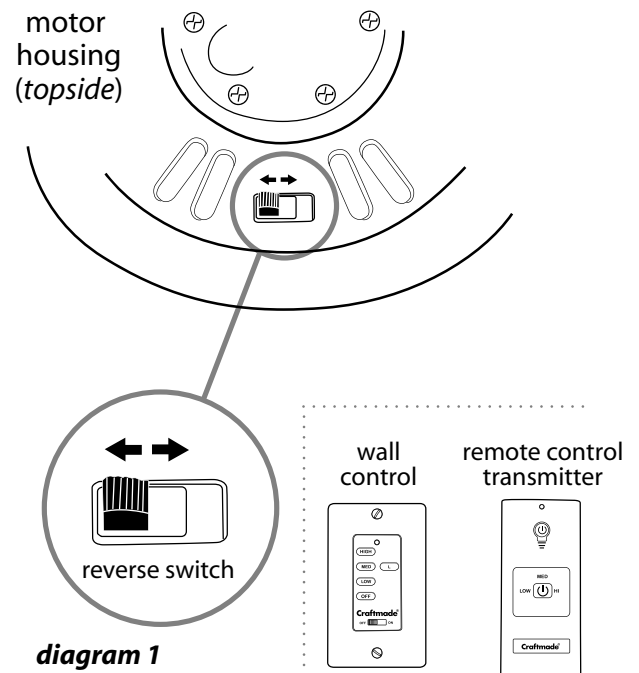 motor
housing
(topside)
reverse switch
diagram 1
wall
control
HIGH
MED
L
LOW
OFF
Craftmade
OFF
ON
remote control
transmitter
MED
LOW
HI
Craftmade